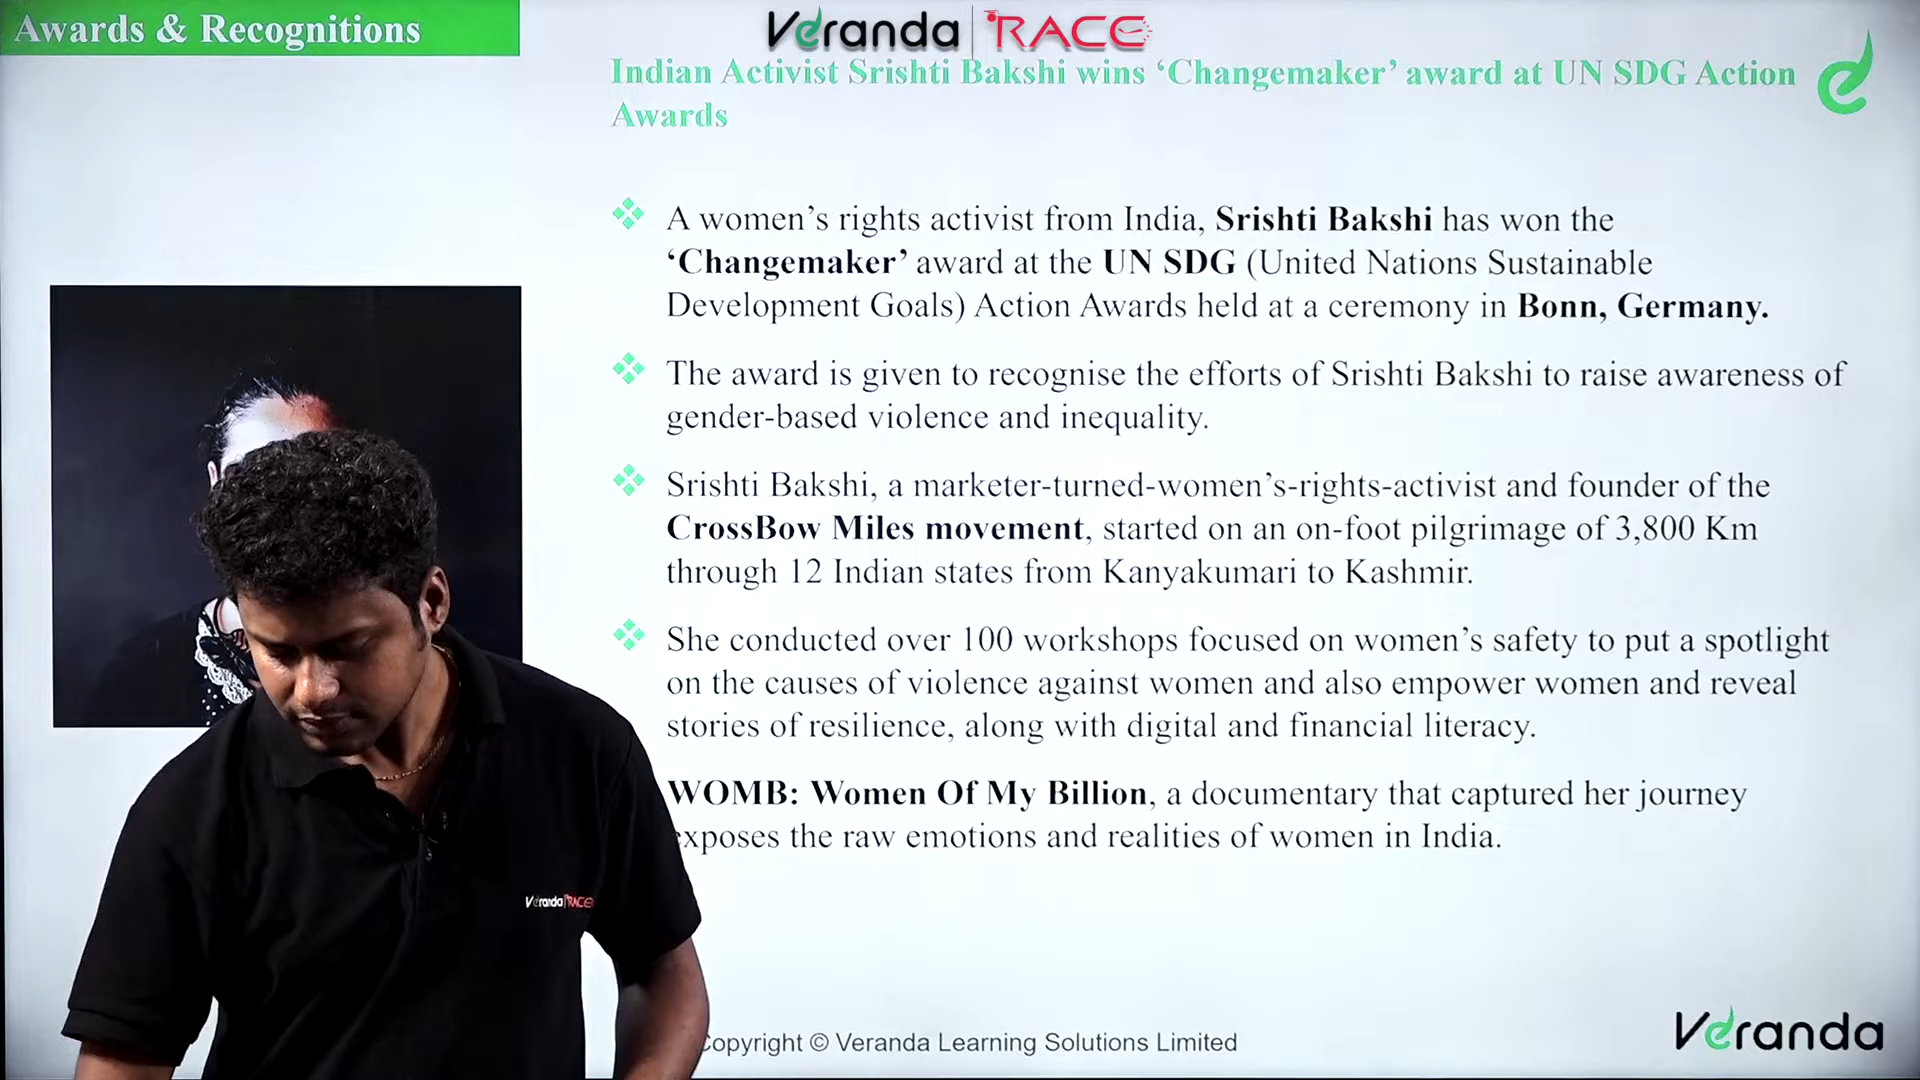 Awards & Recognitions
Veranda RACE
Indian Activist Srishti Bakshi wins ‘Changemaker’ award at UN SDG Action
Awards
A women’s rights activist from India, Srishti Bakshi has won the
‘Changemaker’ award at the UN SDG (United Nations Sustainable
Development Goals) Action Awards held at a ceremony in Bonn, Germany.
The award is given to recognise the efforts of Srishti Bakshi to raise awareness of
gender-based violence and inequality.
Srishti Bakshi, a marketer-turned-women’s-rights-activist and founder of the
CrossBow Miles movement, started on an on-foot pilgrimage of 3,800 Km
through 12 Indian states from Kanyakumari to Kashmir.
She conducted over 100 workshops focused on women’s safety to put a spotlight
on the causes of violence against women and also empower women and reveal
stories of resilience, along with digital and financial literacy.
WOMB: Women Of My Billion, a documentary that captured her journey
exposes the raw emotions and realities of women in India.
Veranda RACE
Copyright © Veranda Learning Solutions Limited
Veranda